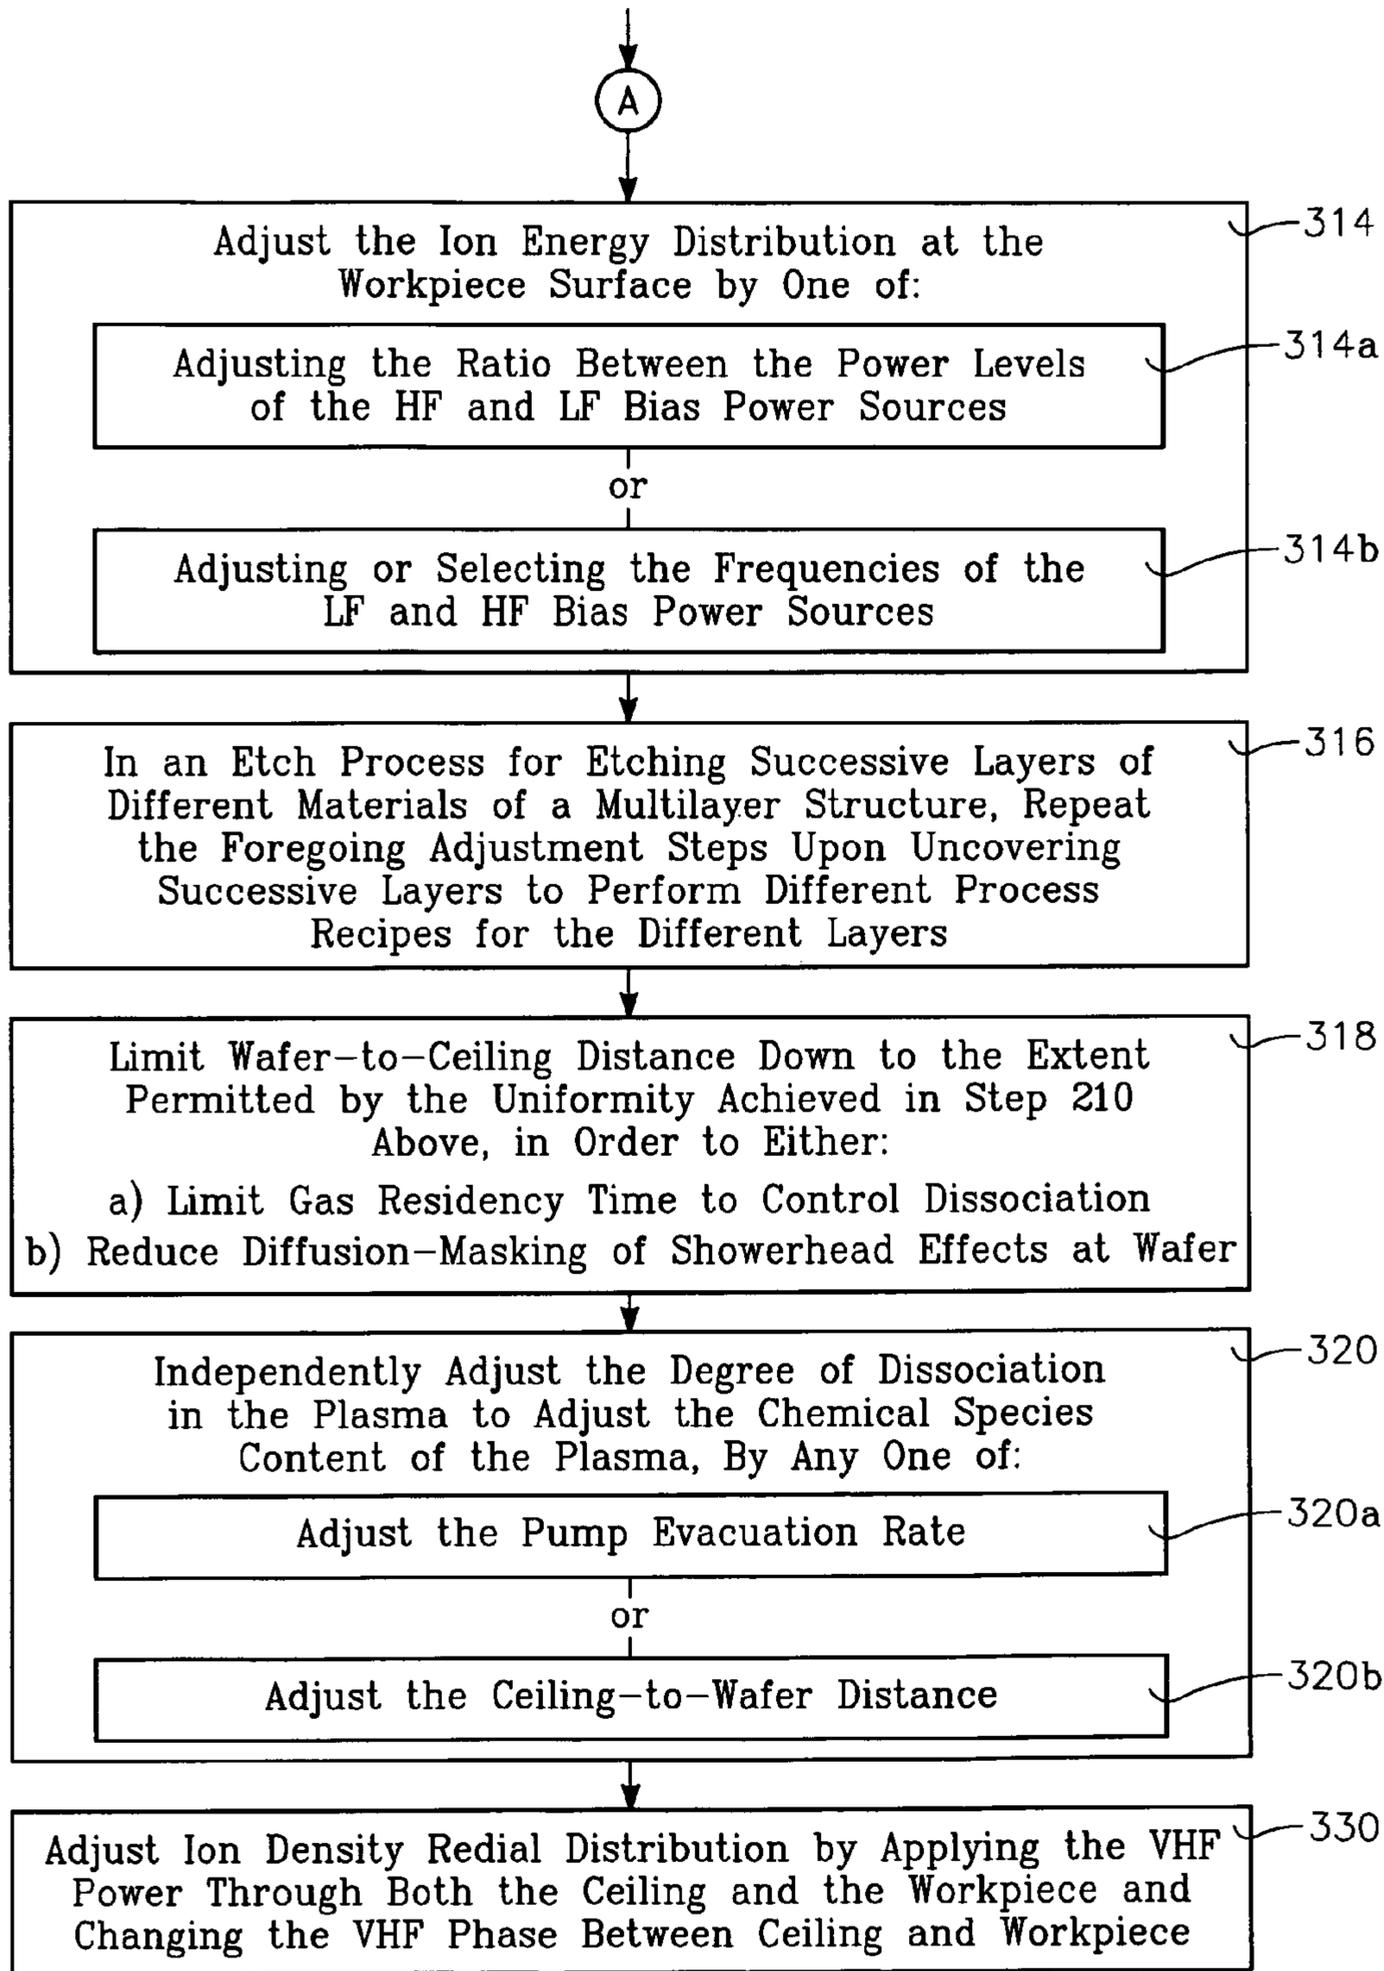 A
Adjust the Ion Energy Distribution at the
Workpiece Surface by One of:
314
Adjusting the Ratio Between the Power Levels
of the HF and LF Bias Power Sources
314a
or
Adjusting or Selecting the Frequencies of the
LF and HF Bias Power Sources
314b
In an Etch Process for Etching Successive Layers of
Different Materials of a Multilayer Structure, Repeat
the Foregoing Adjustment Steps Upon Uncovering
Successive Layers to Perform Different Process
Recipes for the Different Layers
316
Limit Wafer-to-Ceiling Distance Down to the Extent
Permitted by the Uniformity Achieved in Step 210
Above, in Order to Either:
a) Limit Gas Residency Time to Control Dissociation
b) Reduce Diffusion-Masking of Showerhead Effects at Wafer
318
Independently Adjust the Degree of Dissociation
in the Plasma to Adjust the Chemical Species
Content of the Plasma, By Any One of:
320
Adjust the Pump Evacuation Rate
320a
or
Adjust the Ceiling-to-Wafer Distance
320b
Adjust Ion Density Redial Distribution by Applying the VHF
Power Through Both the Ceiling and the Workpiece and
Changing the VHF Phase Between Ceiling and Workpiece
330